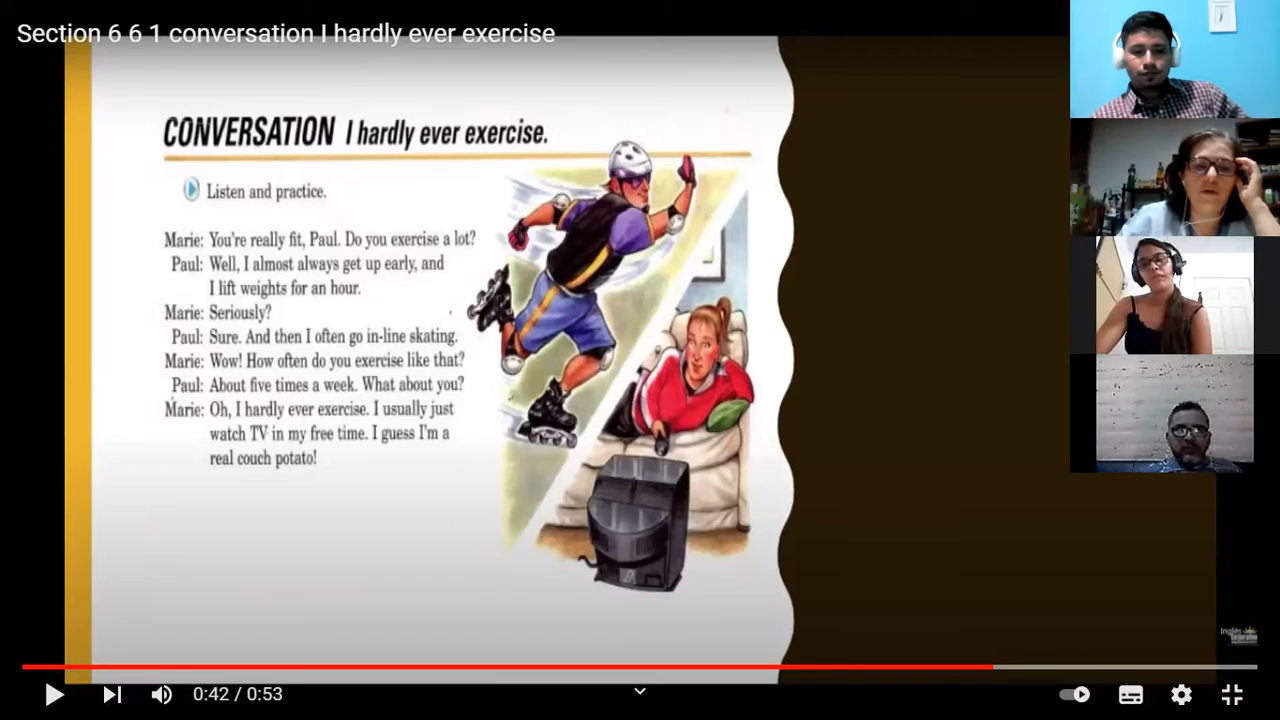 Section 6 6 1 conversation I hardly ever exercise
CONVERSATION I hardly ever exercise.
Listen and practice.
Marie: You're really fit, Paul. Do you exercise a lot?
Paul: Well, I almost always get up early, and
I lift weights for an hour.
Marie: Seriously?
Paul: Sure. And then I often go in-line skating.
Marie: Wow! How often do you exercise like that?
Paul: About five times a week. What about you?
Marie: Oh, I hardly ever exercise. I usually just
watch TV in my free time. I guess I'm a
real couch potato!
Inglés
Corporativo
0:42 / 0:53